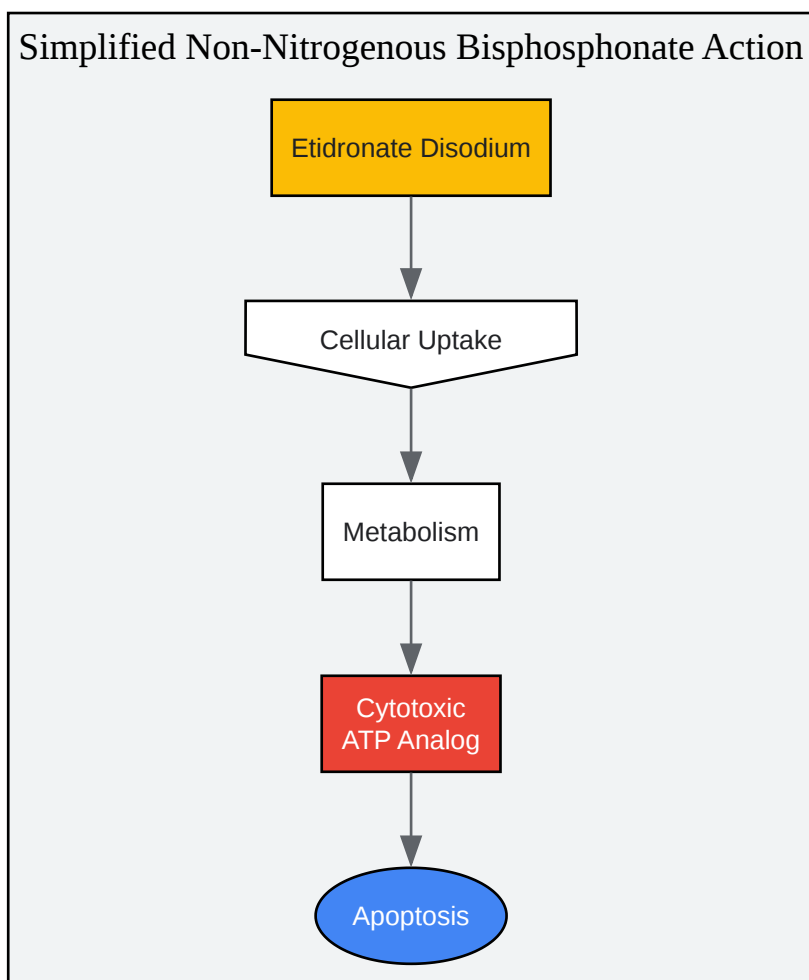 Simplified Non-Nitrogenous Bisphosphonate Action
Etidronate Disodium
Cellular Uptake
Metabolism
Cytotoxic
ATP Analog
Apoptosis